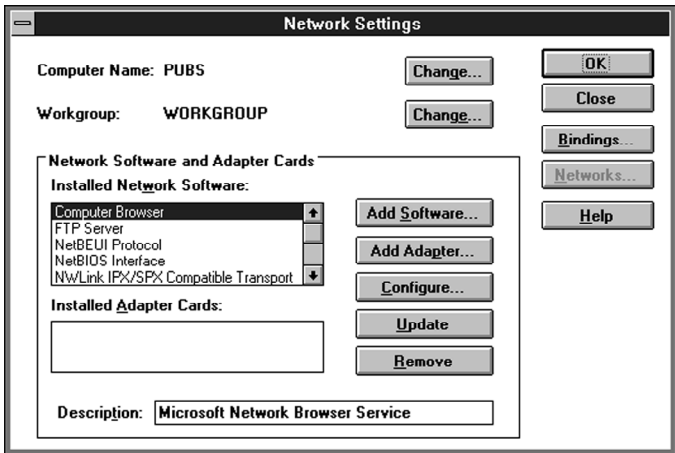 Network Settings
Computer Name: PUBS
Change...
OK
Close
Workgroup: WORKGROUP
Change...
Bindings...
Networks...
Help
Network Software and Adapter Cards
Installed Network Software:
Computer Browser
FTP Server
NetBEUI Protocol
NetBIOS Interface
NWLink IPX/SPX Compatible Transport
Add Software...
Add Adapter...
Configure...
Update
Remove
Installed Adapter Cards:
Description: Microsoft Network Browser Service